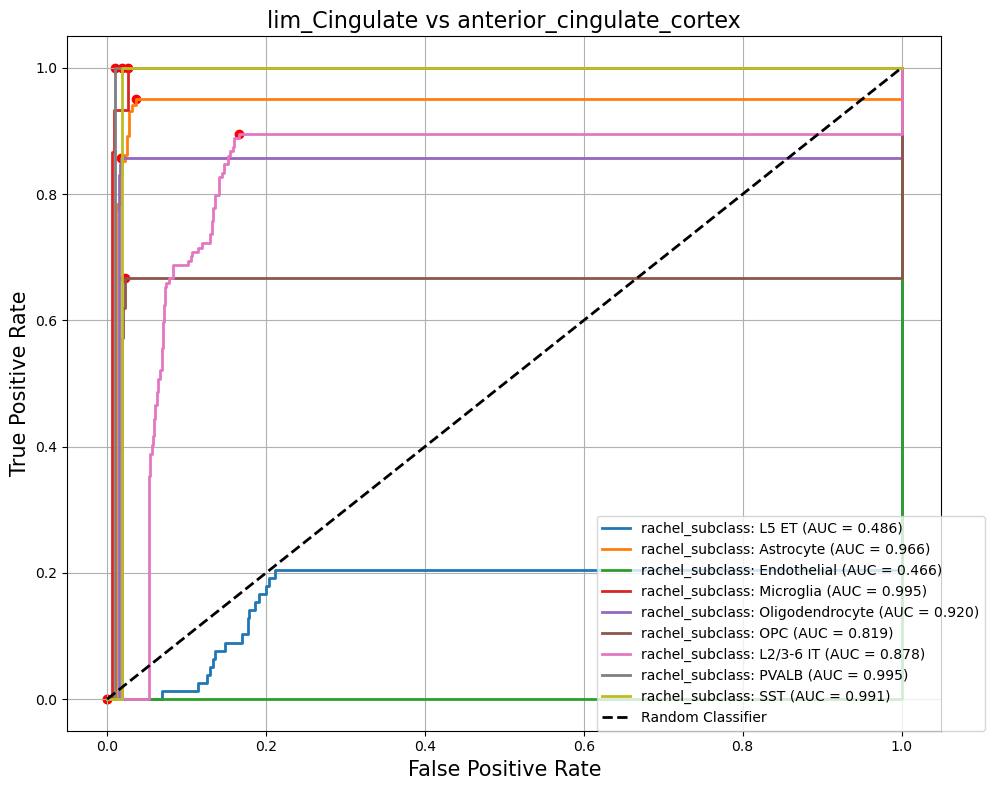 lim_Cingulate vs anterior_cingulate_cortex
True Positive Rate
1.0
0.8
0.6
0.4
0.2
0.0
rachel_subclass: L5 ET (AUC = 0.486)
rachel_subclass: Astrocyte (AUC = 0.966)
rachel_subclass: Endothelial (AUC = 0.466)
rachel_subclass: Microglia (AUC = 0.995)
rachel_subclass: Oligodendrocyte (AUC = 0.920)
rachel_subclass: OPC (AUC = 0.819)
rachel_subclass: L2/3-6 IT (AUC = 0.878)
rachel_subclass: PVALB (AUC = 0.995)
rachel_subclass: SST (AUC = 0.991)
Random Classifier
0.0 0.2 0.4 0.6 0.8 1.0
False Positive Rate